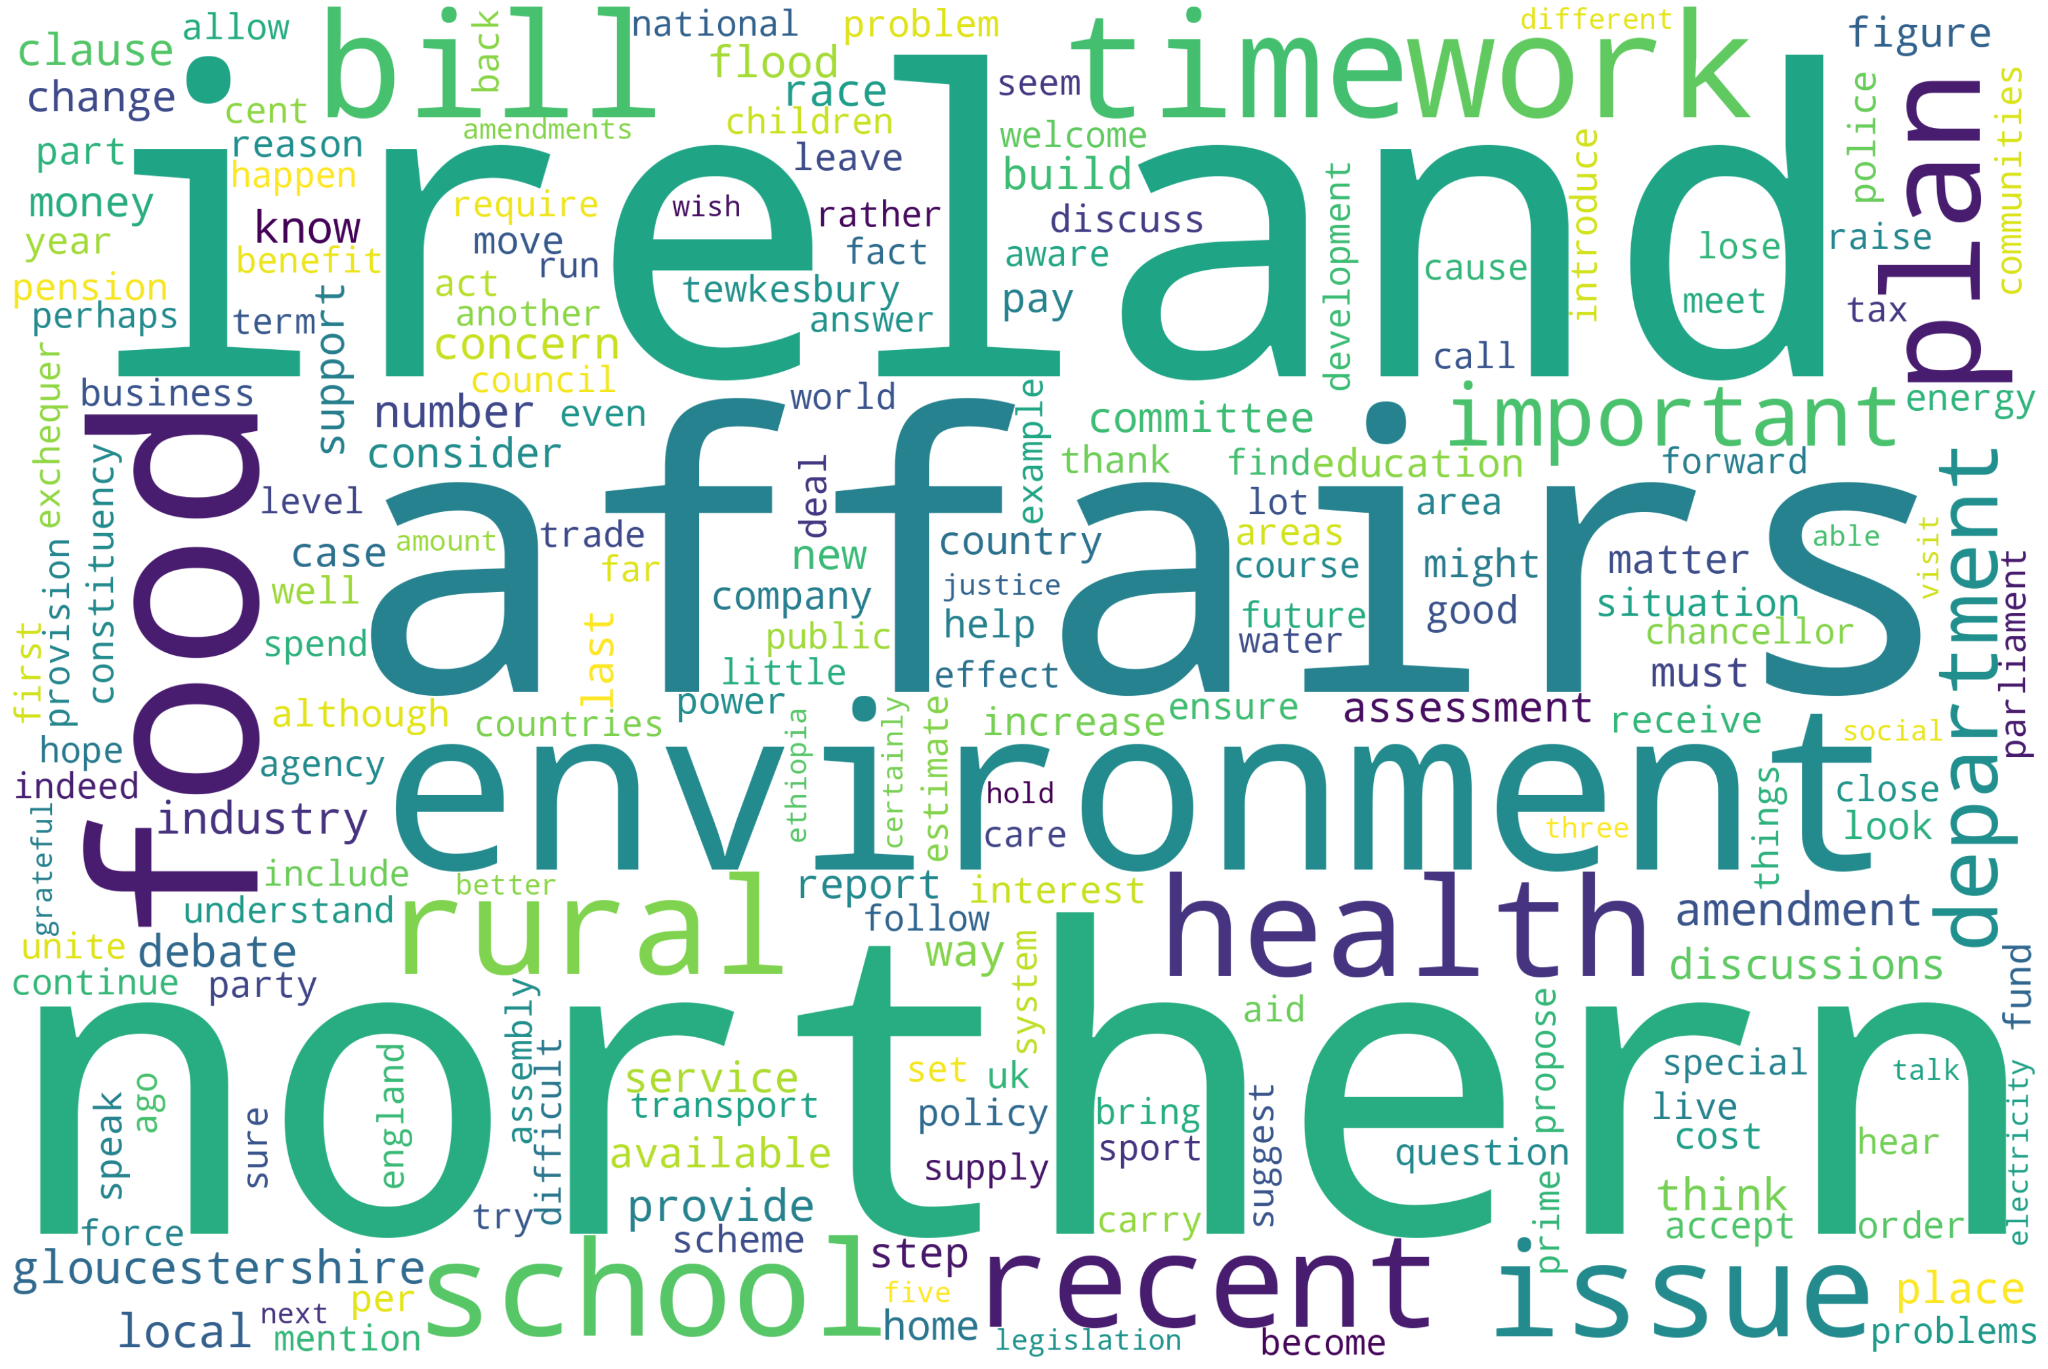 ireland
affairs
northern
environment
food
bill
time
work
plan
health
rural
school
recent
issue
department
important
clause
allow
back
national
problem
different
figure
change
cent
flood
race
seem
police
communities
part
reason
amendments
children
welcome
money
happen
leave
build
introduce
year
know
require
wish
rather
discuss
development
lose
raise
pension
benefit
move
run
fact
aware
cause
meet
tax
perhaps
term
act
another
tewkesbury
answer
pay
call
support
concern
council
exchequer
business
number
even
world
example
committee
energy
constituency
consider
deal
thank
find
education
forward
level
case
amount
trade
new
country
lot
area
areas
able
visit
provision
well
far
company
justice
course
might
matter
parliament
first
spend
last
public
help
future
water
good
situation
chancellor
although
countries
little
power
effect
increase
ensure
assessment
must
receive
social
hope
indeed
agency
industry
ethiopia
certainly
estimate
hold
care
three
things
close
look
grateful
include
understand
better
report
follow
interest
amendment
unite
debate
way
discussions
continue
party
assembly
difficult
system
aid
propose
prime
fund
speak
ago
sure
england
service
transport
set
uk
policy
bring
special
live
talk
available
supply
sport
suggest
question
cost
hear
electricity
force
try
provide
carry
think
accept
order
gloucestershire
scheme
step
place
local
next
per
mention
home
five
legislation
become
problems